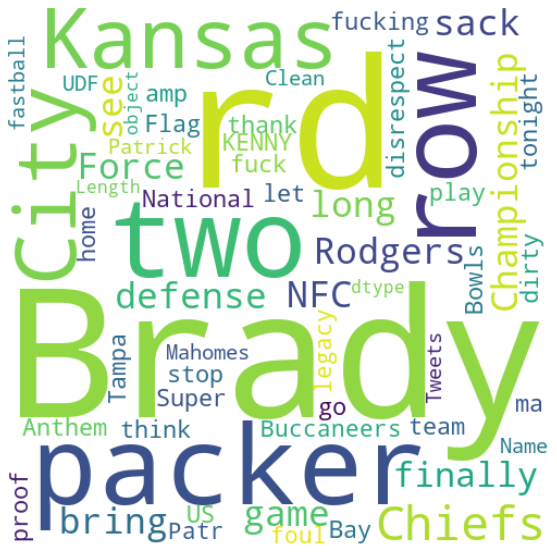 Kansas
fucking
sack
fastball
UDF
see
object
Clean
amp
rd
row
disrespect
Championship
tonight
City
Patrick
Flag
thank
KENNY
Force
fuck
Length
National
let
long
play
home
two
Rodgers
Bowls
dirty
defense
NFC
dtype
Brady
Tampa
Mahomes
legacy
Tweets
stop
Super
go
ma
Anthem
think
Buccaneers
team
Name
packer
finally
proof
bring
US
Patr
game
foul
Bay
Chiefs